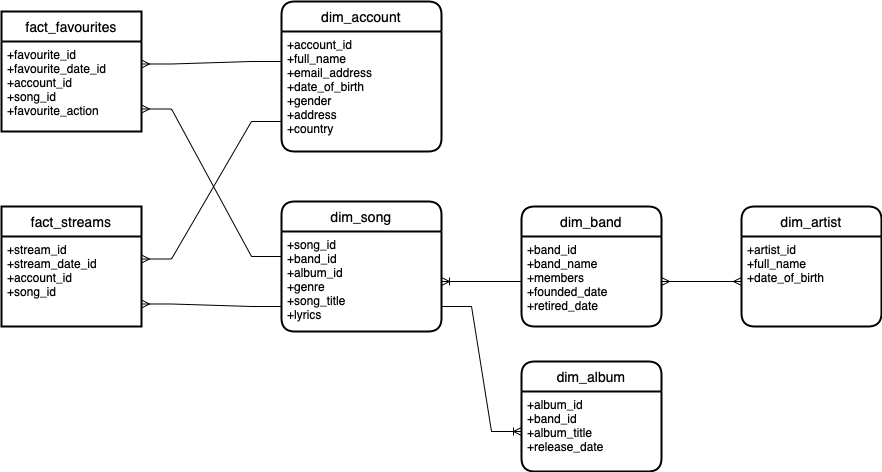 fact_favourites
+favourite_id
+favourite_date_id
+account_id
+song_id
+favourite_action
dim_account
+account_id
+full_name
+email_address
+date_of_birth
+gender
+address
+country
fact_streams
+stream_id
+stream_date_id
+account_id
+song_id
dim_song
+song_id
+band_id
+album_id
+genre
+song_title
+lyrics
dim_band
+band_id
+band_name
+members
+founded_date
+retired_date
dim_artist
+artist_id
+full_name
+date_of_birth
dim_album
+album_id
+band_id
+album_title
+release_date